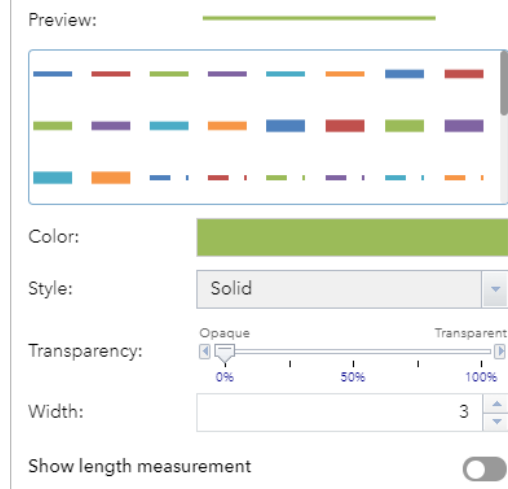 Preview:
Color:
Style: Solid
Opaque Transparent
Transparency:
0% 50% 100%
Width: 3
Show length measurement